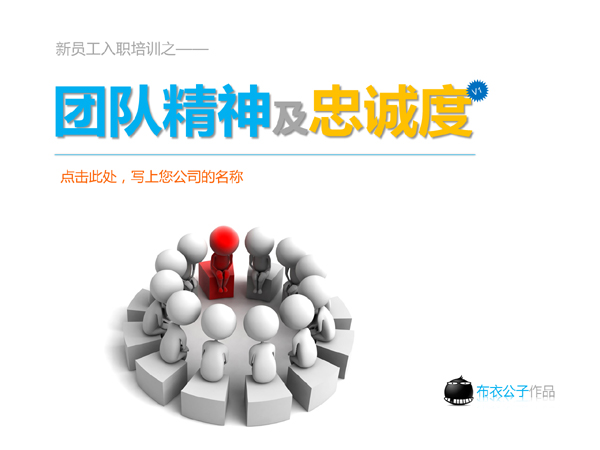 新员工入职培训之——
团队精神及忠诚度
V1
点击此处，写上您公司的名称
布衣公子作品